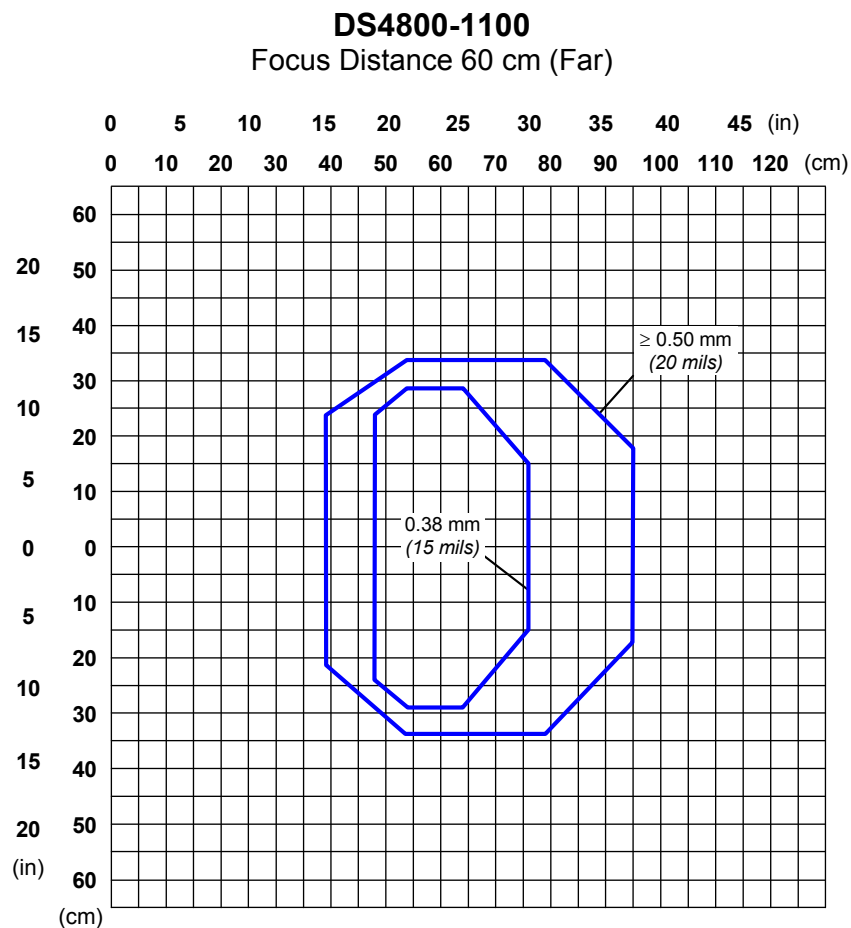 DS4800-1100
Focus Distance 60 cm (Far)
0 5 10 15 20 25 30 35 40 45 (in)
0 10 20 30 40 50 60 70 80 90 100 110 120 (cm)
60
20 50
15 40
≥ 0.50 mm
(20 mils)
30
10
20
5
10
0.38 mm
(15 mils)
0 0
10
5
20
10
30
15
40
20 50
(in)
60
(cm)